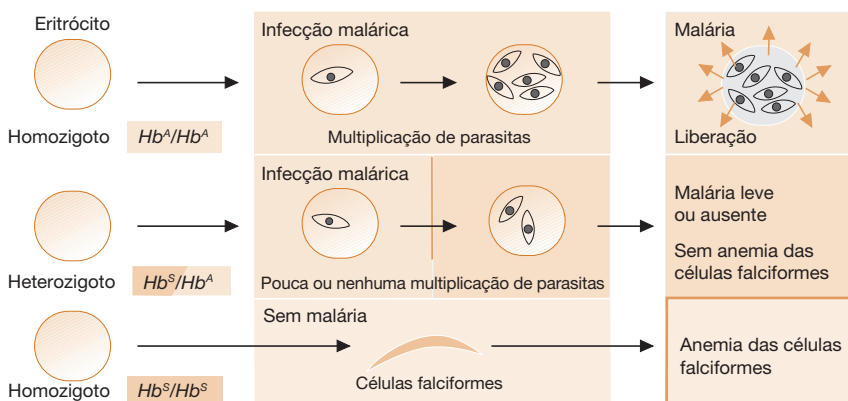 Eritrócito
Homozigoto Hb^A/Hb^A
Infecção malárica
Multiplicação de parasitas
Malária
Liberação
Heterozigoto Hb^S/Hb^A
Infecção malárica
Pouca ou nenhuma multiplicação de parasitas
Malária leve
ou ausente
Sem anemia das
células falciformes
Homozigoto Hb^S/Hb^S
Sem malária
Células falciformes
Anemia das células
falciformes